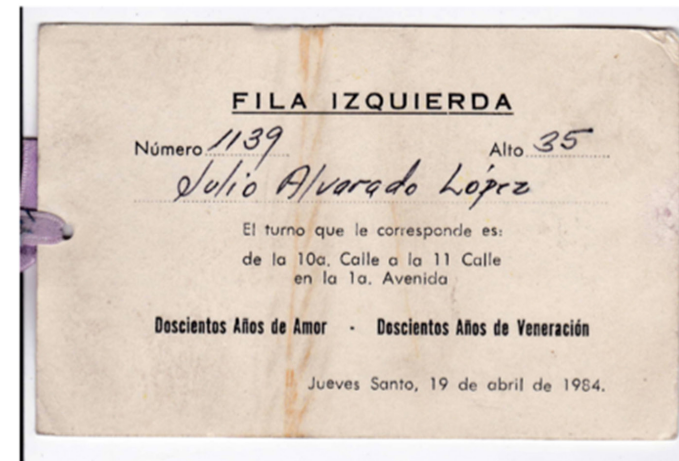 FILA IZQUIERDA
Número 1139 Alto 35
Julio Alvarado López
El turno que le corresponde es:
de la 10a. Calle a la 11 Calle
en la 1a. Avenida
Doscientos Años de Amor - Doscientos Años de Veneración
Jueves Santo, 19 de abril de 1984.